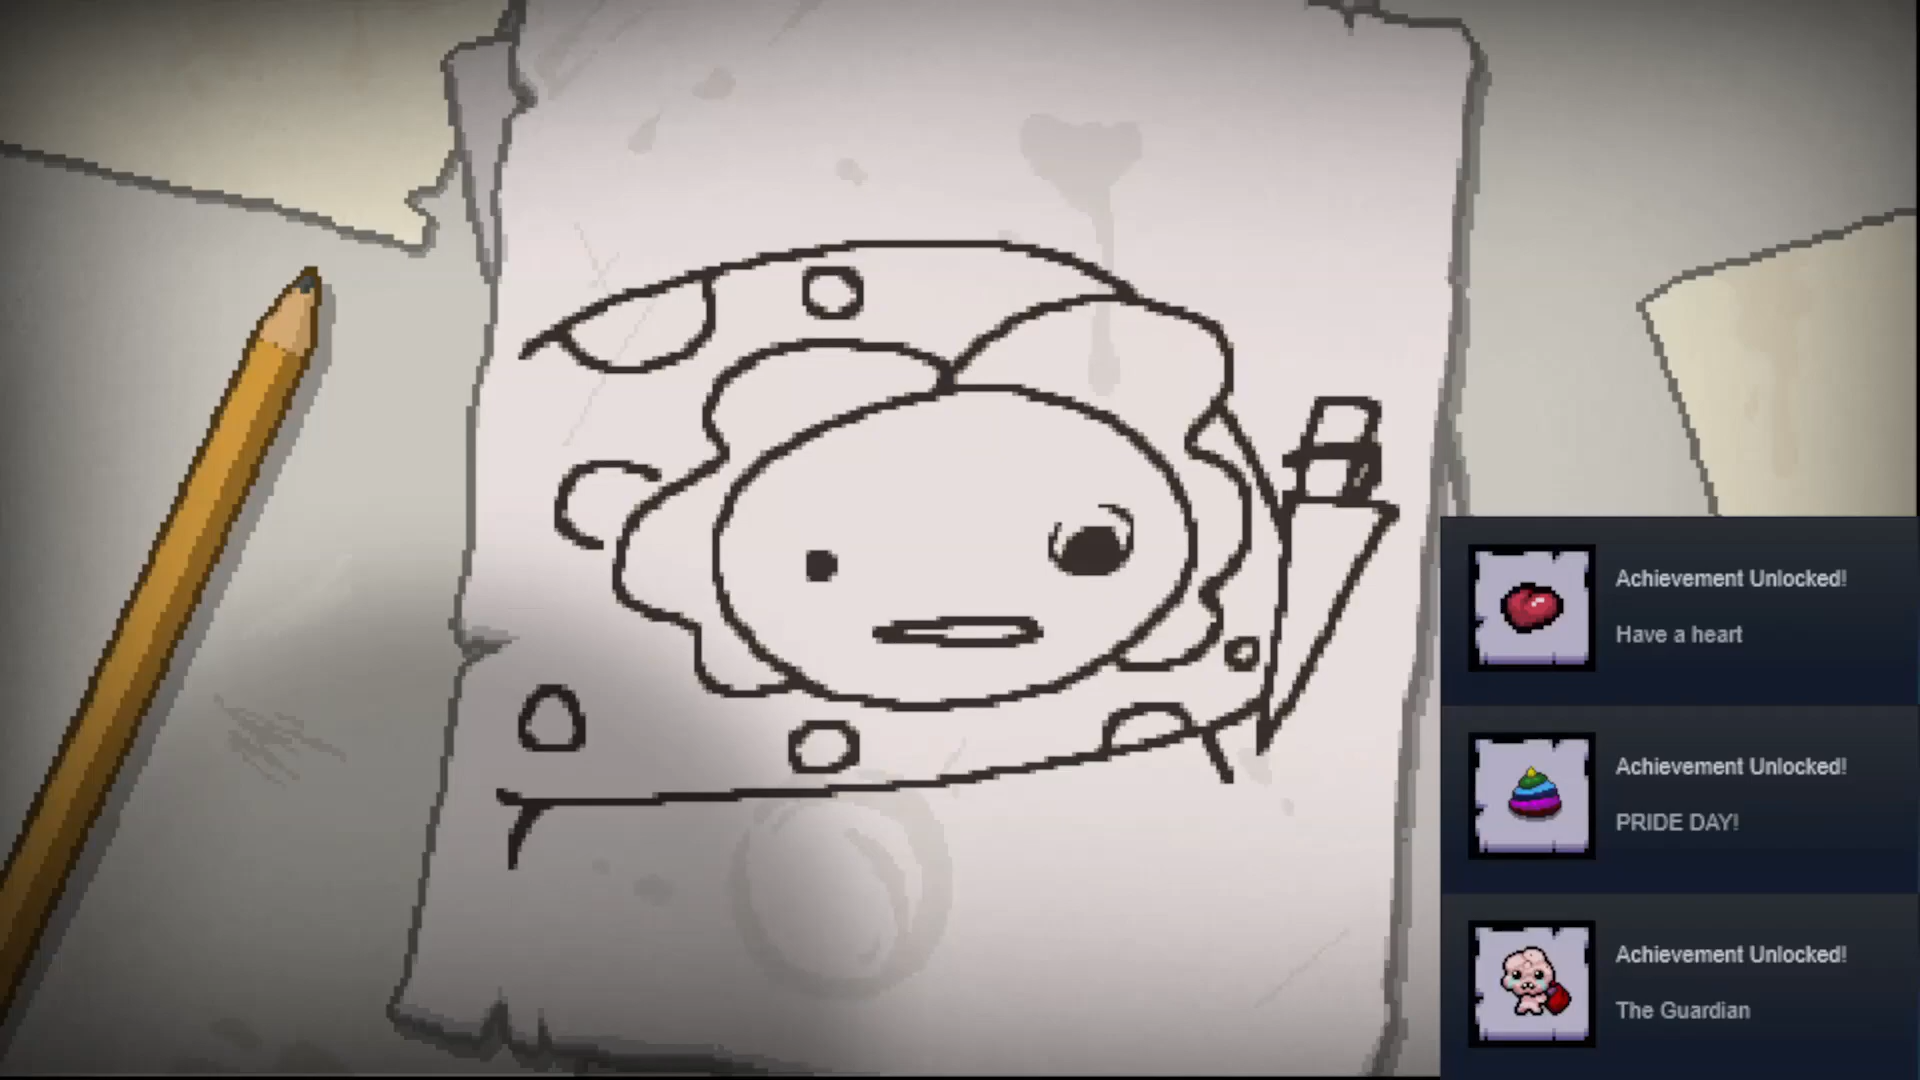 Achievement Unlocked!
Have a heart
Achievement Unlocked!
PRIDE DAY!
Achievement Unlocked!
The Guardian